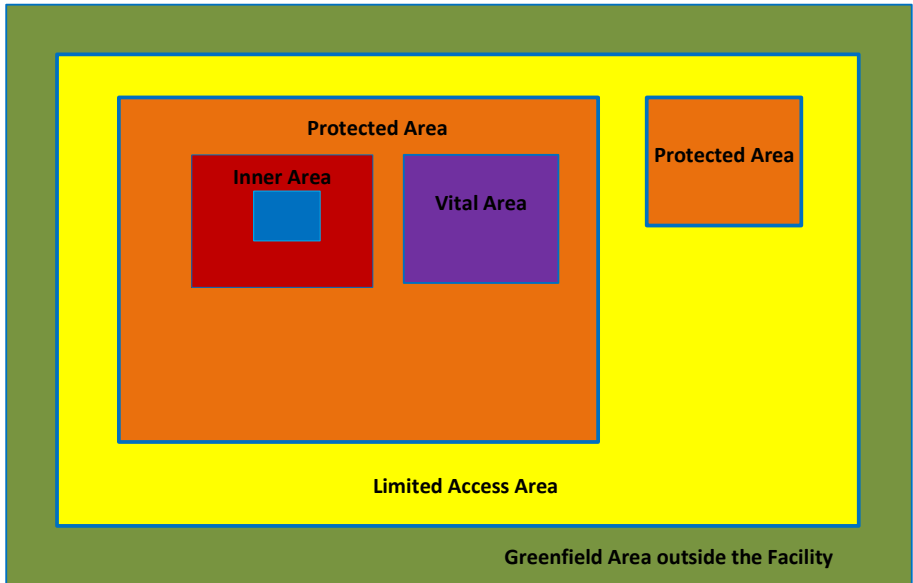 Protected Area
Protected Area
Inner Area
Vital Area
Limited Access Area
Greenfield Area outside the Facility